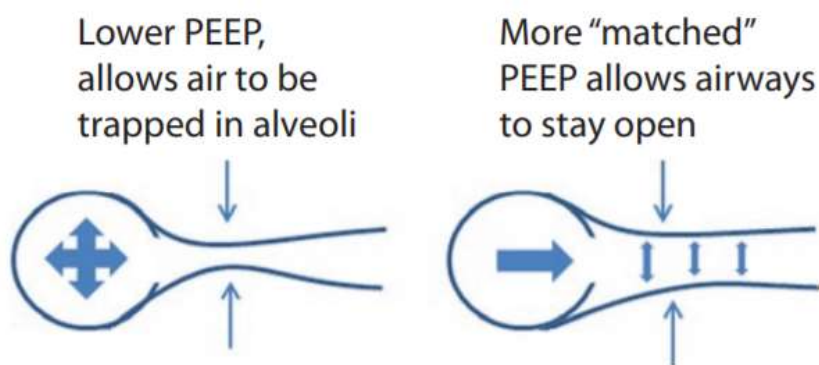 Lower PEEP,
allows air to be
trapped in alveoli
More “matched”
PEEP allows airways
to stay open